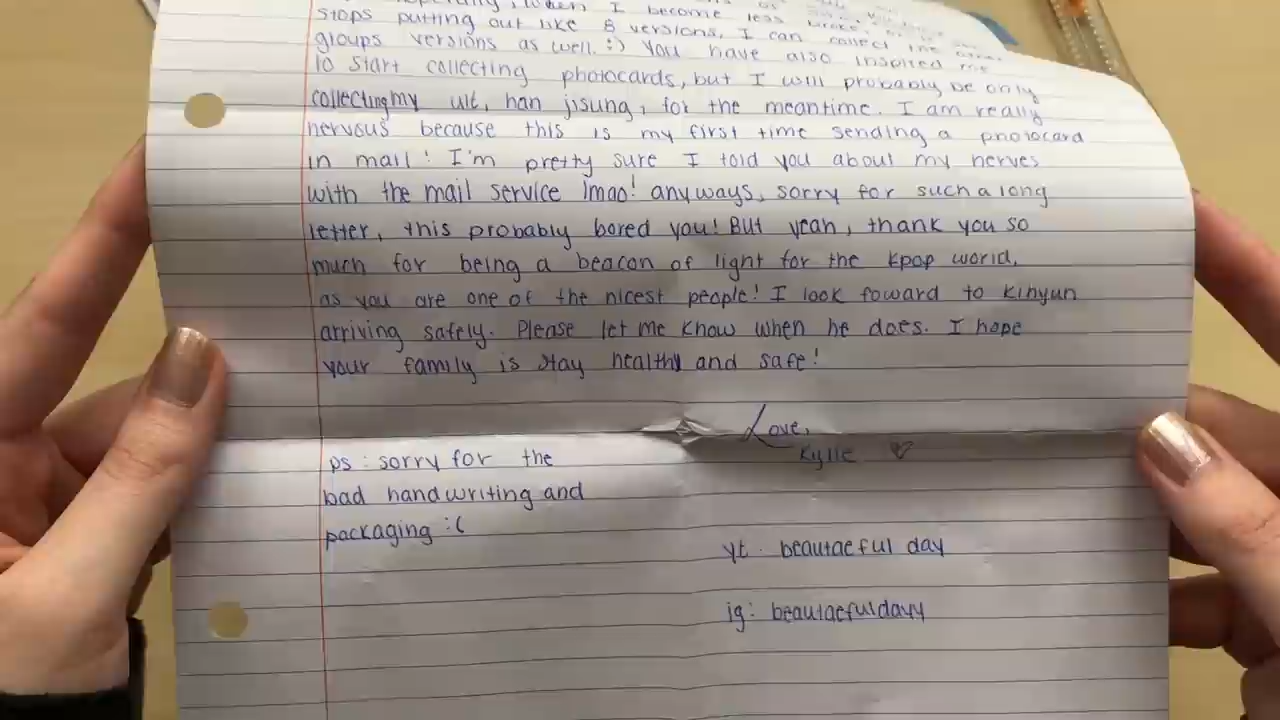 when I become less
stops putting out like 8 versions, I can collect the
groups versions as well. :) You have also inspired me
to start collecting photocards, but I will probably be only
collecting my ult, han jisung, for the meantime. I am really
nervous because this is my first time sending a photocard
in mail! I'm pretty sure I told you about my nerves
with the mail service lmao! anyways, sorry for such a long
letter, this probably bored you! But yeah, thank you so
much for being a beacon of light for the kpop world,
as you are one of the nicest people! I look foward to kihyun
arriving safely. Please let me know when he does. I hope
your family is stay healthy and safe!
Love,
Kylie ♡
ps: sorry for the
bad handwriting and
packaging :(
yt: beautaeful day
ig: beautaefuldayy